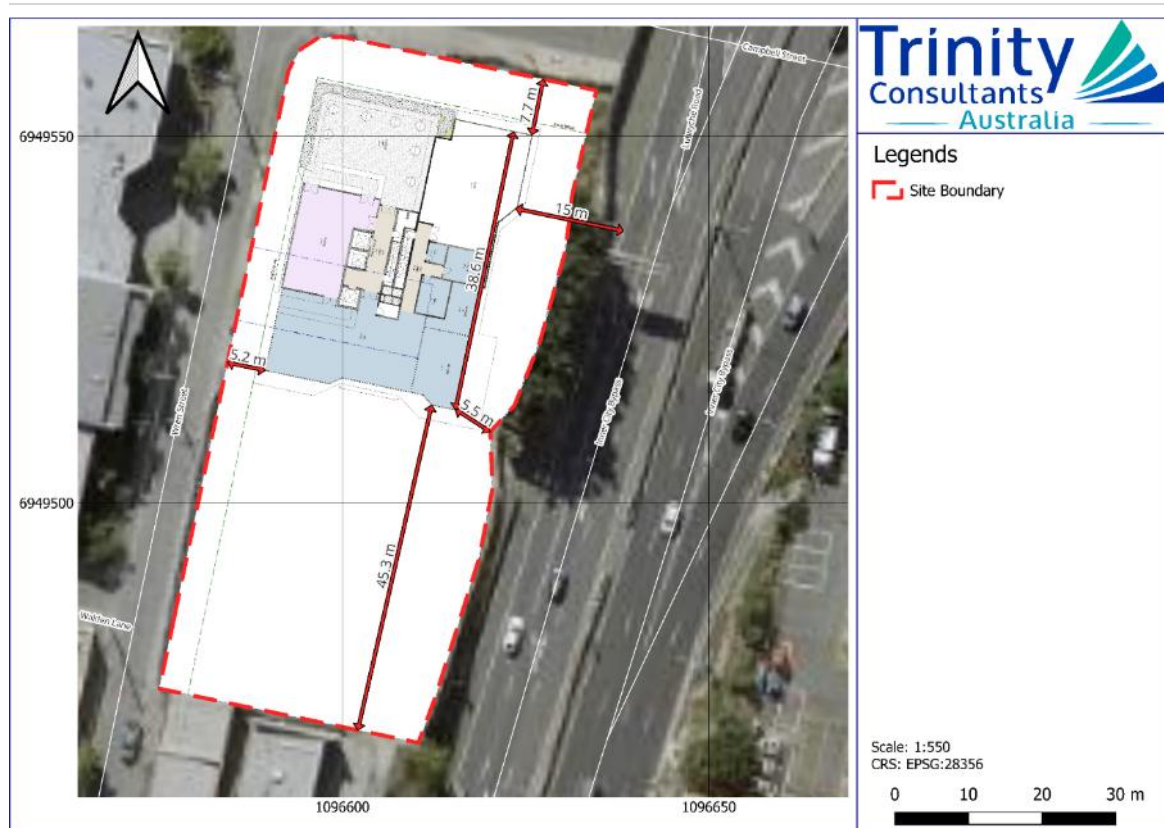 Trinity
Consultants
Australia
Legends
Site Boundary
Campbell Street
7.7 m
6949550
15 m
38.6 m
5.2 m
5.5 m
Wren Street
Inner City Bypass
Inner City Bypass
6949500
45.3 m
Walden Lane
1096600
1096650
Scale: 1:550
CRS: EPSG:28356
0 10 20 30 m